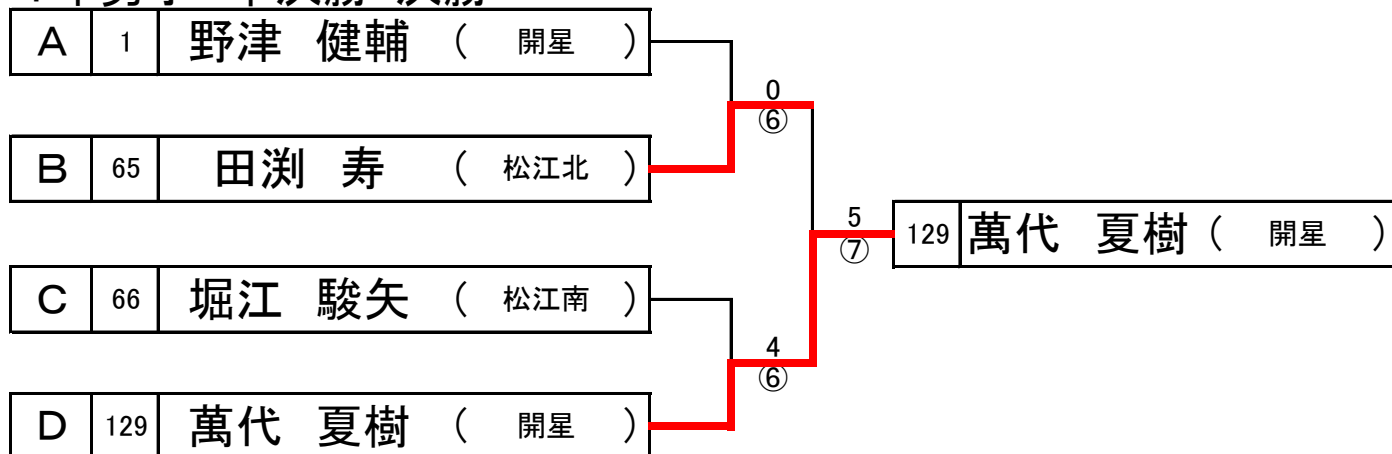 A 1 野津 健輔 （ 開星 ）
0
⑥
B 65 田渕 寿 （ 松江北 ）
5
⑦
129 萬代 夏樹 （ 開星 ）
C 66 堀江 駿矢 （ 松江南 ）
4
⑥
D 129 萬代 夏樹 （ 開星 ）